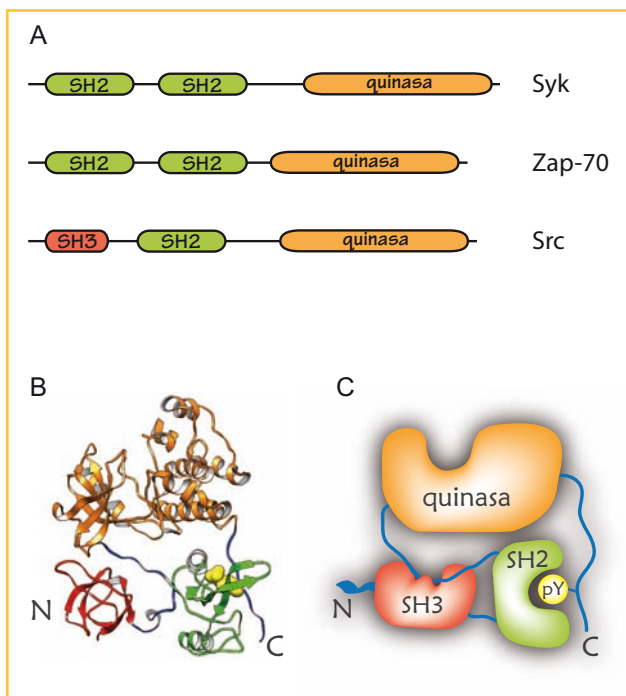 A
SH2 SH2 quinasa Syk
SH2 SH2 quinasa Zap-70
SH3 SH2 quinasa Src
B
N
C
C
quinasa
SH2
pY
SH3
N
C